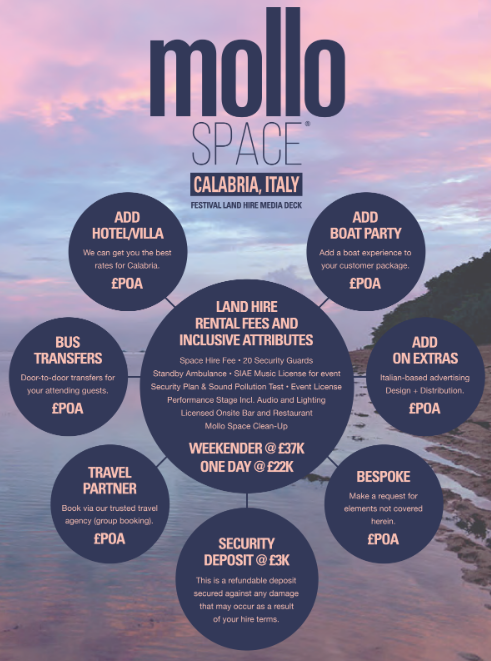 mollo
SPACE®
CALABRIA, ITALY
FESTIVAL LAND HIRE MEDIA DECK
ADD
HOTEL/VILLA
We can get you the best
rates for Calabria.
£POA
ADD
BOAT PARTY
Add a boat experience to
your customer package.
£POA
LAND HIRE
RENTAL FEES AND
INCLUSIVE ATTRIBUTES
Space Hire Fee • 20 Security Guards
Standby Ambulance • SIAE Music License for event
Security Plan & Sound Pollution Test • Event License
Performance Stage Incl. Audio and Lighting
Licensed Onsite Bar and Restaurant
Mollo Space Clean-Up
WEEKENDER @ £37K
ONE DAY @ £22K
BUS
TRANSFERS
Door-to-door transfers for
your attending guests.
£POA
ADD
ON EXTRAS
Italian-based advertising
Design + Distribution.
£POA
TRAVEL
PARTNER
Book via our trusted travel
agency (group booking).
£POA
BESPOKE
Make a request for
elements not covered
herein.
£POA
SECURITY
DEPOSIT @ £3K
This is a refundable deposit
secured against any damage
that may occur as a result
of your hire terms.